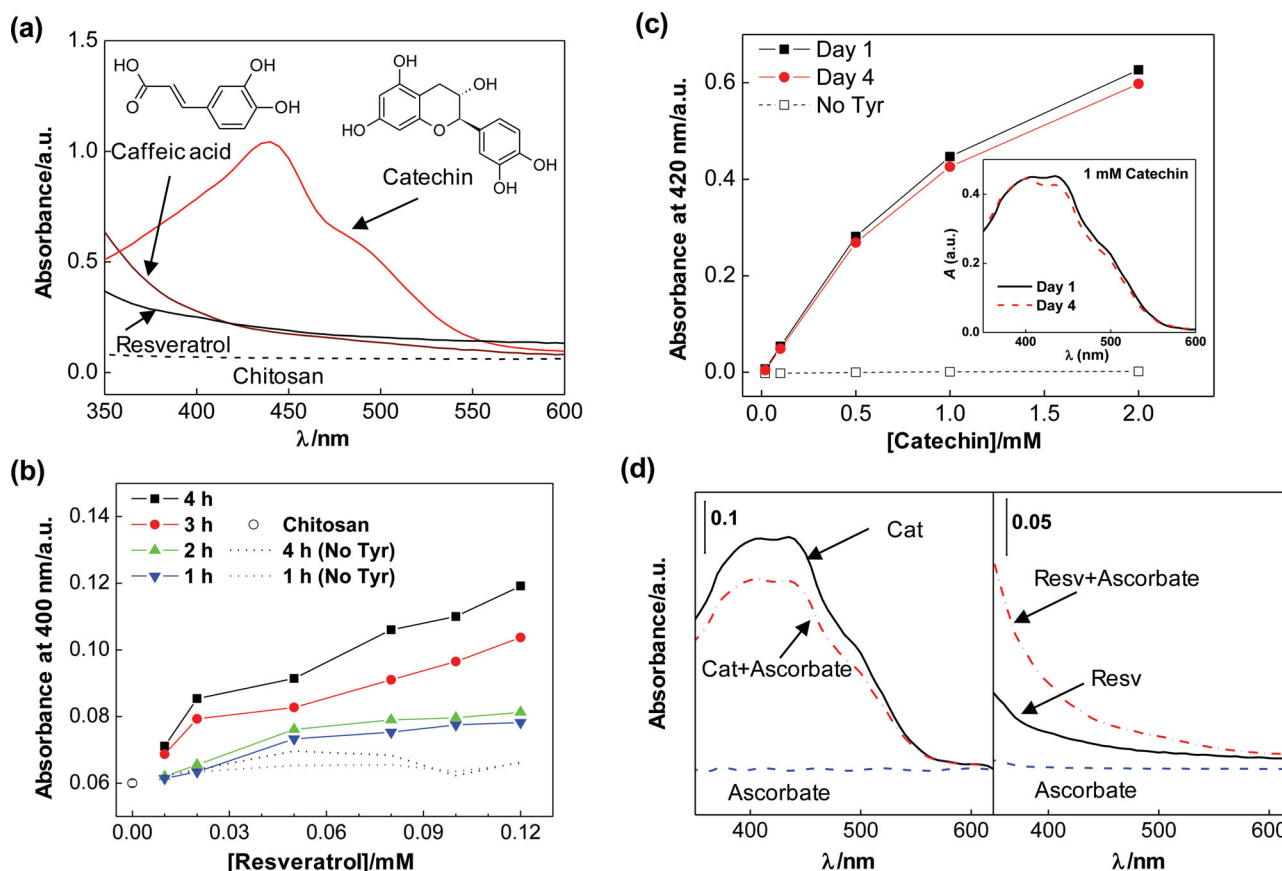 (a)
1.0
0.5
0.0
Absorbance/a.u.
HO
O
OH
OH
Caffeic acid
OH
OH
HO
O
OH
OH
Catechin
Resveratrol
Chitosan
350 400 450 500 550 600
λ/nm
(b)
0.14
0.12
0.10
0.08
0.06
Absorbance at 400 nm/a.u.
4 h
3 h
2 h
1 h
Chitosan
4 h (No Tyr)
1 h (No Tyr)
0.00 0.03 0.06 0.09 0.12
[Resveratrol]/mM
(c)
0.6
0.4
0.2
0.0
Absorbance at 420 nm/a.u.
Day 1
Day 4
No Tyr
1 mM Catechin
0.4
0.2
0.0
A (a.u.)
Day 1
Day 4
400 500 600
λ (nm)
0.0 0.5 1.0 1.5 2.0
[Catechin]/mM
(d)
Absorbance/a.u.
0.1
Cat
Cat+Ascorbate
Ascorbate
400 500 600
λ/nm
0.05
Resv+Ascorbate
Resv
Ascorbate
400 500 600
λ/nm